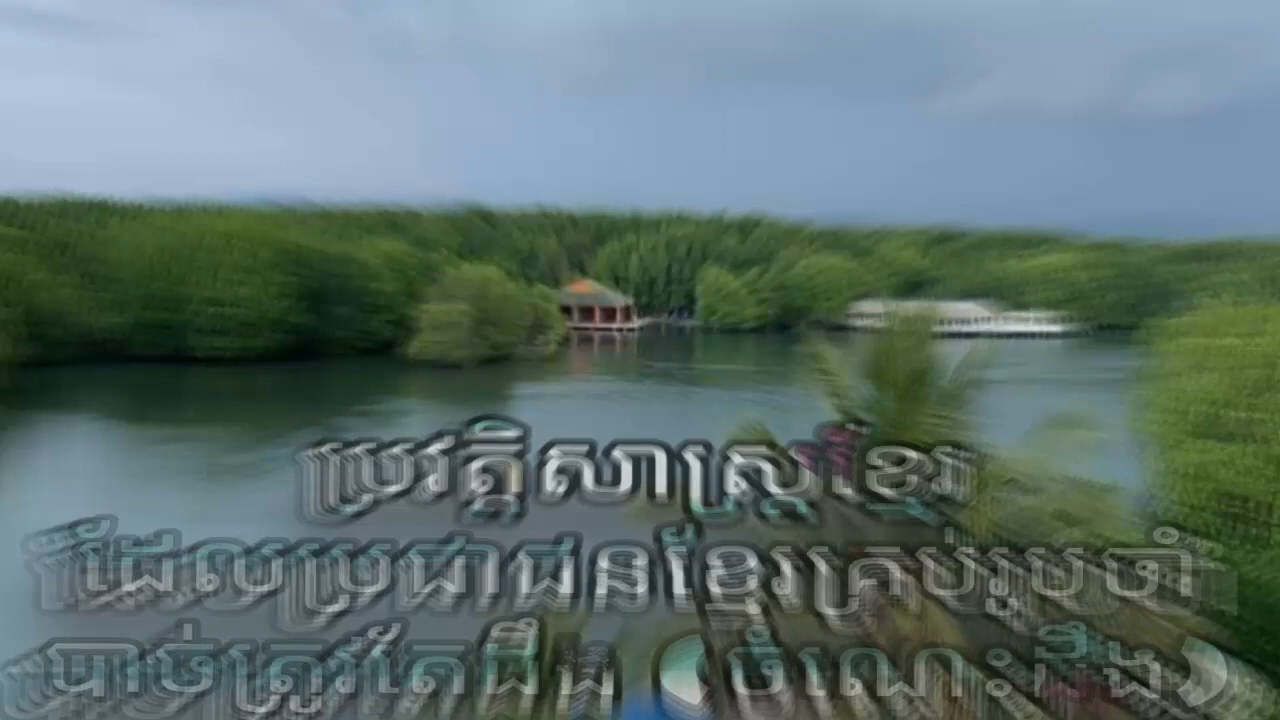 ប្រវត្តិសាស្ត្រខ្មែរ
ដែលប្រជាជនខ្មែរគ្រប់រូបចាំ
បាច់ត្រូវតែដឹង (ចំណេះដឹង)